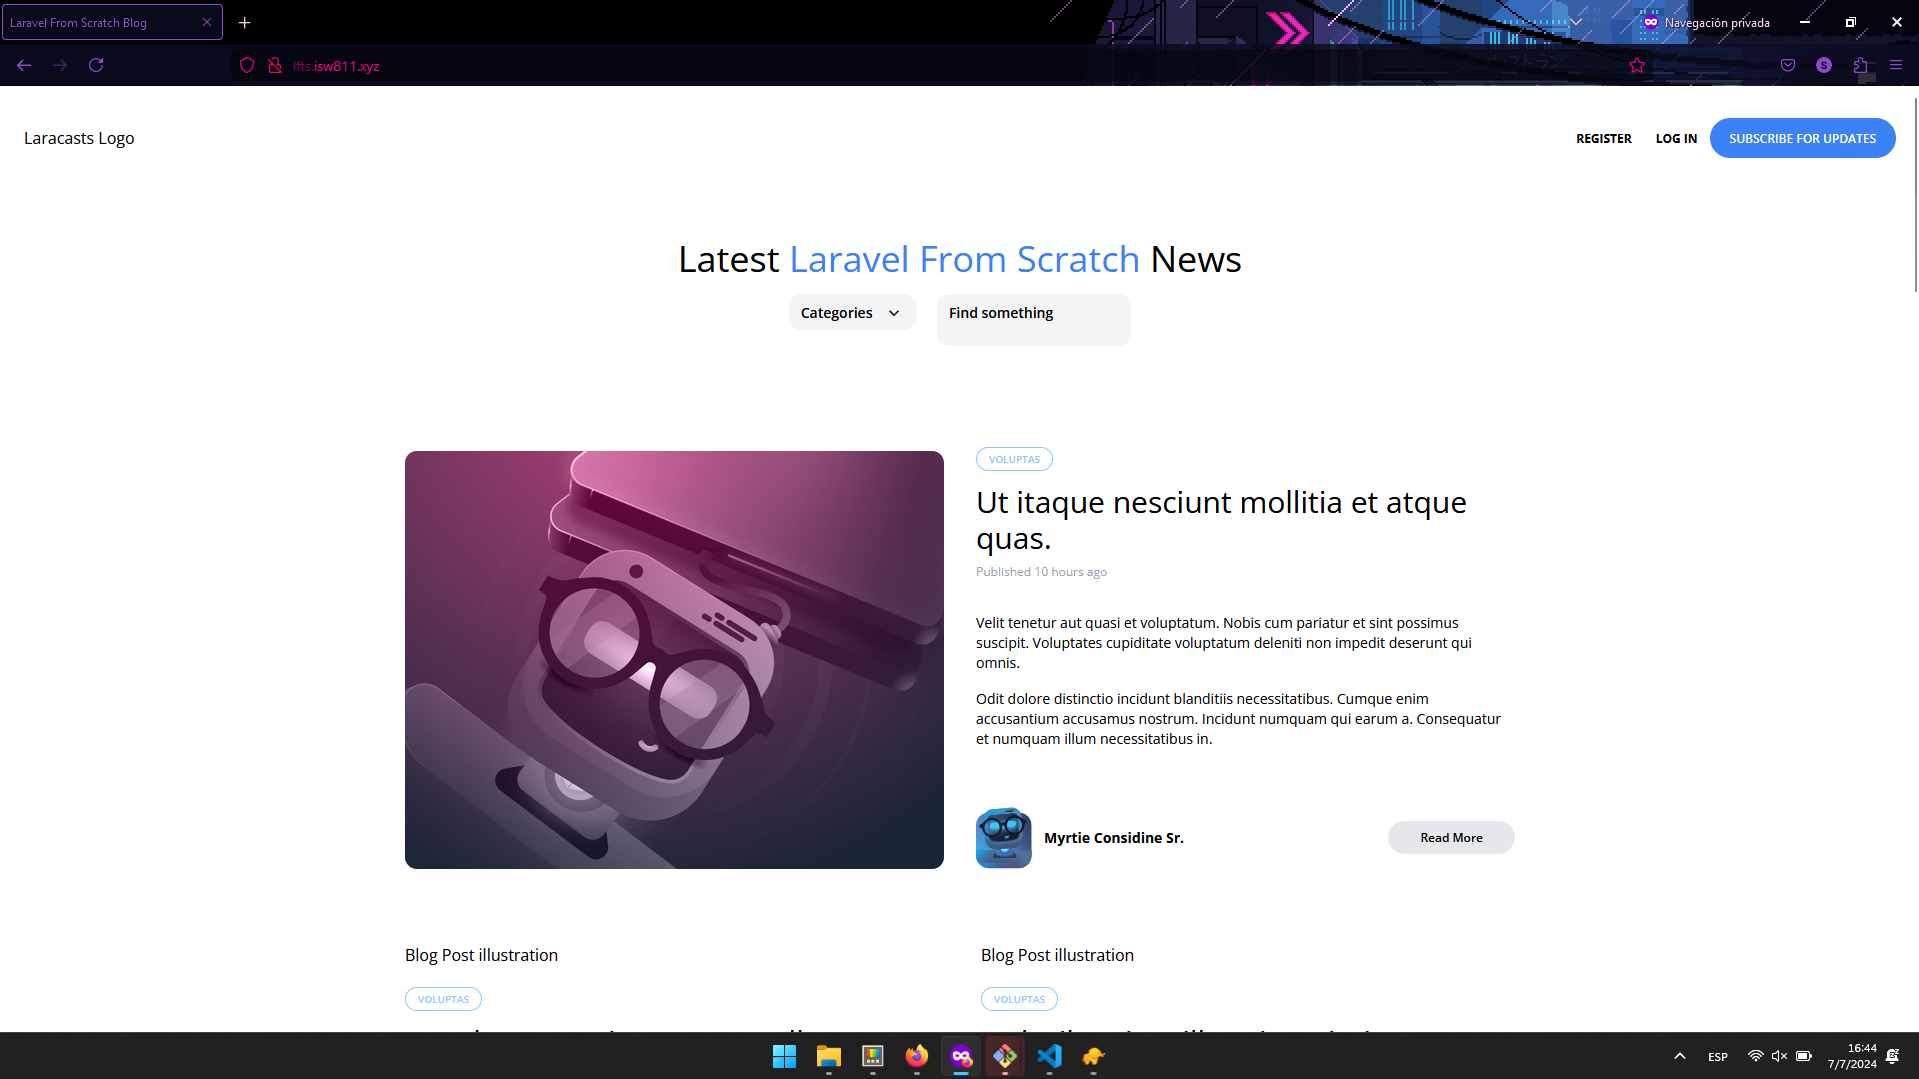 Laravel From Scratch Blog
Navegación privada
lfts.isw811.xyz
Laracasts Logo
REGISTER
LOG IN
SUBSCRIBE FOR UPDATES
Latest Laravel From Scratch News
Categories
Find something
VOLUPTAS
Ut itaque nesciunt mollitia et atque
quas.
Published 10 hours ago
Velit tenetur aut quasi et voluptatum. Nobis cum pariatur et sint possimus
suscipit. Voluptates cupiditate voluptatum deleniti non impedit deserunt qui
omnis.
Odit dolore distinctio incidunt blanditiis necessitatibus. Cumque enim
accusantium accusamus nostrum. Incidunt numquam qui earum a. Consequatur
et numquam illum necessitatibus in.
Myrtie Considine Sr.
Read More
Blog Post illustration
Blog Post illustration
VOLUPTAS
VOLUPTAS
ESP
16:44
7/7/2024